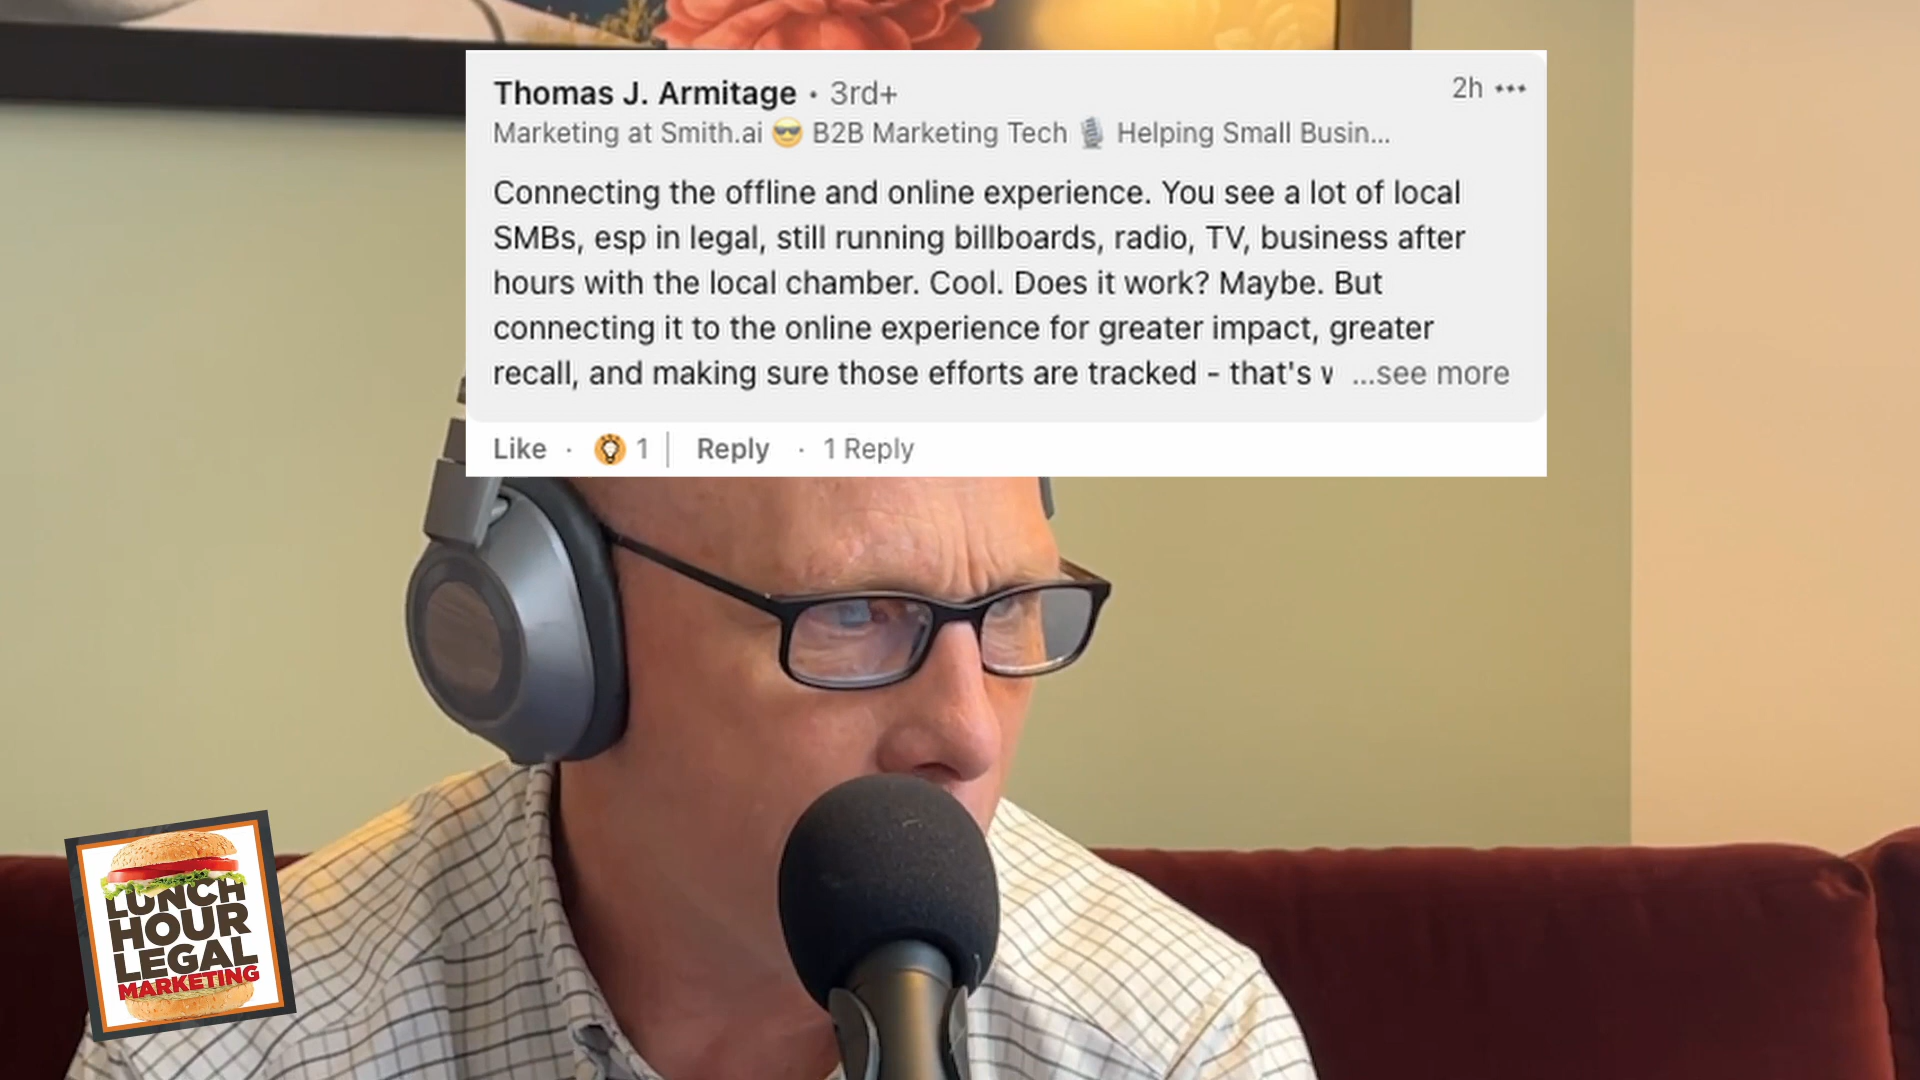 Thomas J. Armitage • 3rd+
2h •••
Marketing at Smith.ai 😎 B2B Marketing Tech 🎙️ Helping Small Busin...
Connecting the offline and online experience. You see a lot of local
SMBs, esp in legal, still running billboards, radio, TV, business after
hours with the local chamber. Cool. Does it work? Maybe. But
connecting it to the online experience for greater impact, greater
recall, and making sure those efforts are tracked - that's ...see more
Like · 1 | Reply · 1 Reply
LUNCH
HOUR
LEGAL
MARKETING